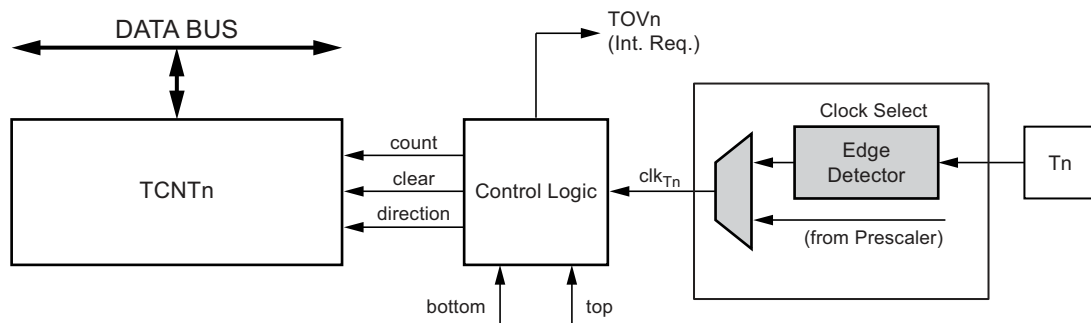 DATA BUS
TOVn
(Int. Req.)
Clock Select
count
Edge
Detector
Tn
TCNTn
clear
Control Logic
clkTn
direction
(from Prescaler)
bottom
top